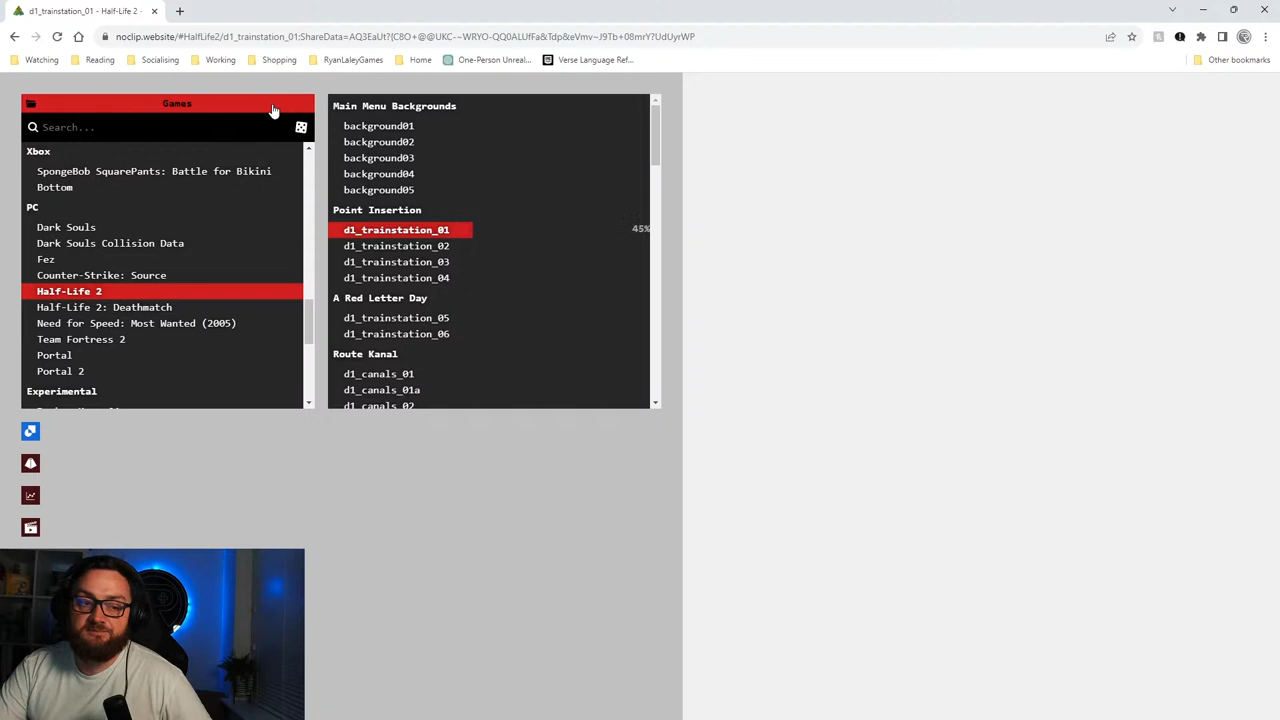 d1_trainstation_01 - Half-Life 2 -
noclip.website/#HalfLife2/d1_trainstation_01;ShareData=AQ3EaUt?{C8O+@@UKC-~WRYO-QQ0ALUfFa&Tdp&eVmv~J9Tb+08mrY?UdUyrWP
Watching
Reading
Socialising
Working
Shopping
RyanLaleyGames
Home
One-Person Unreal...
Verse Language Ref...
Other bookmarks
Games
Search...
Xbox
SpongeBob SquarePants: Battle for Bikini
Bottom
PC
Dark Souls
Dark Souls Collision Data
Fez
Counter-Strike: Source
Half-Life 2
Half-Life 2: Deathmatch
Need for Speed: Most Wanted (2005)
Team Fortress 2
Portal
Portal 2
Experimental
Main Menu Backgrounds
background01
background02
background03
background04
background05
Point Insertion
d1_trainstation_01
45%
d1_trainstation_02
d1_trainstation_03
d1_trainstation_04
A Red Letter Day
d1_trainstation_05
d1_trainstation_06
Route Kanal
d1_canals_01
d1_canals_01a
d1_canals_02